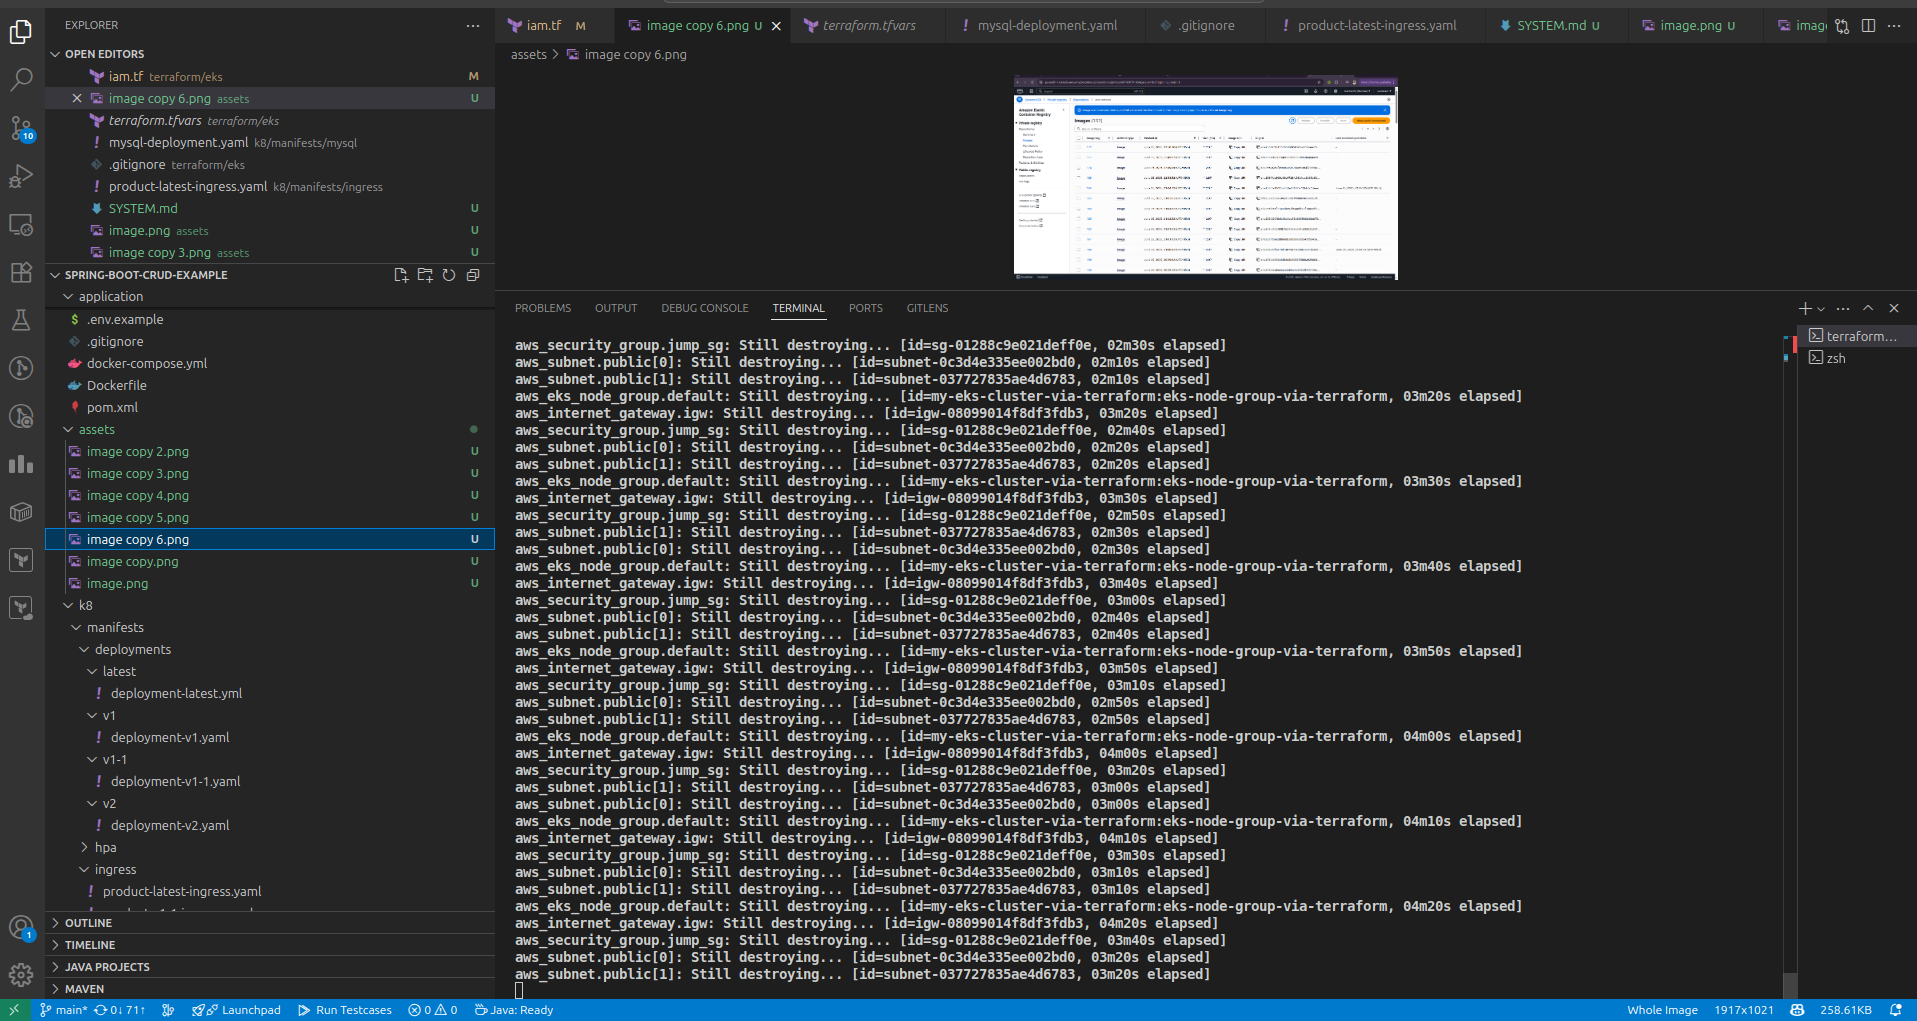 EXPLORER
OPEN EDITORS
iam.tf terraform/eks M
image copy 6.png assets U
terraform.tfvars terraform/eks
mysql-deployment.yaml k8/manifests/mysql
.gitignore terraform/eks
product-latest-ingress.yaml k8/manifests/ingress
SYSTEM.md U
image.png assets U
image copy 3.png assets U
SPRING-BOOT-CRUD-EXAMPLE
application
.env.example
.gitignore
docker-compose.yml
Dockerfile
pom.xml
assets
image copy 2.png U
image copy 3.png U
image copy 4.png U
image copy 5.png U
image copy 6.png U
image copy.png U
image.png U
k8
manifests
deployments
latest
deployment-latest.yml
v1
deployment-v1.yaml
v1-1
deployment-v1-1.yaml
v2
deployment-v2.yaml
hpa
ingress
product-latest-ingress.yaml
OUTLINE
TIMELINE
JAVA PROJECTS
MAVEN
10
1
iam.tf M image copy 6.png U terraform.tfvars mysql-deployment.yaml .gitignore product-latest-ingress.yaml SYSTEM.md U image.png U imag
assets > image copy 6.png
PROBLEMS OUTPUT DEBUG CONSOLE TERMINAL PORTS GITLENS
terraform...
zsh
aws_security_group.jump_sg: Still destroying... [id=sg-01288c9e021deff0e, 02m30s elapsed]
aws_subnet.public[0]: Still destroying... [id=subnet-0c3d4e335ee002bd0, 02m10s elapsed]
aws_subnet.public[1]: Still destroying... [id=subnet-037727835ae4d6783, 02m10s elapsed]
aws_eks_node_group.default: Still destroying... [id=my-eks-cluster-via-terraform:eks-node-group-via-terraform, 03m20s elapsed]
aws_internet_gateway.igw: Still destroying... [id=igw-08099014f8df3fdb3, 03m20s elapsed]
aws_security_group.jump_sg: Still destroying... [id=sg-01288c9e021deff0e, 02m40s elapsed]
aws_subnet.public[0]: Still destroying... [id=subnet-0c3d4e335ee002bd0, 02m20s elapsed]
aws_subnet.public[1]: Still destroying... [id=subnet-037727835ae4d6783, 02m20s elapsed]
aws_eks_node_group.default: Still destroying... [id=my-eks-cluster-via-terraform:eks-node-group-via-terraform, 03m30s elapsed]
aws_internet_gateway.igw: Still destroying... [id=igw-08099014f8df3fdb3, 03m30s elapsed]
aws_security_group.jump_sg: Still destroying... [id=sg-01288c9e021deff0e, 02m50s elapsed]
aws_subnet.public[1]: Still destroying... [id=subnet-037727835ae4d6783, 02m30s elapsed]
aws_subnet.public[0]: Still destroying... [id=subnet-0c3d4e335ee002bd0, 02m30s elapsed]
aws_eks_node_group.default: Still destroying... [id=my-eks-cluster-via-terraform:eks-node-group-via-terraform, 03m40s elapsed]
aws_internet_gateway.igw: Still destroying... [id=igw-08099014f8df3fdb3, 03m40s elapsed]
aws_security_group.jump_sg: Still destroying... [id=sg-01288c9e021deff0e, 03m00s elapsed]
aws_subnet.public[0]: Still destroying... [id=subnet-0c3d4e335ee002bd0, 02m40s elapsed]
aws_subnet.public[1]: Still destroying... [id=subnet-037727835ae4d6783, 02m40s elapsed]
aws_eks_node_group.default: Still destroying... [id=my-eks-cluster-via-terraform:eks-node-group-via-terraform, 03m50s elapsed]
aws_internet_gateway.igw: Still destroying... [id=igw-08099014f8df3fdb3, 03m50s elapsed]
aws_security_group.jump_sg: Still destroying... [id=sg-01288c9e021deff0e, 03m10s elapsed]
aws_subnet.public[0]: Still destroying... [id=subnet-0c3d4e335ee002bd0, 02m50s elapsed]
aws_subnet.public[1]: Still destroying... [id=subnet-037727835ae4d6783, 02m50s elapsed]
aws_eks_node_group.default: Still destroying... [id=my-eks-cluster-via-terraform:eks-node-group-via-terraform, 04m00s elapsed]
aws_internet_gateway.igw: Still destroying... [id=igw-08099014f8df3fdb3, 04m00s elapsed]
aws_security_group.jump_sg: Still destroying... [id=sg-01288c9e021deff0e, 03m20s elapsed]
aws_subnet.public[1]: Still destroying... [id=subnet-037727835ae4d6783, 03m00s elapsed]
aws_subnet.public[0]: Still destroying... [id=subnet-0c3d4e335ee002bd0, 03m00s elapsed]
aws_eks_node_group.default: Still destroying... [id=my-eks-cluster-via-terraform:eks-node-group-via-terraform, 04m10s elapsed]
aws_internet_gateway.igw: Still destroying... [id=igw-08099014f8df3fdb3, 04m10s elapsed]
aws_security_group.jump_sg: Still destroying... [id=sg-01288c9e021deff0e, 03m30s elapsed]
aws_subnet.public[0]: Still destroying... [id=subnet-0c3d4e335ee002bd0, 03m10s elapsed]
aws_subnet.public[1]: Still destroying... [id=subnet-037727835ae4d6783, 03m10s elapsed]
aws_eks_node_group.default: Still destroying... [id=my-eks-cluster-via-terraform:eks-node-group-via-terraform, 04m20s elapsed]
aws_internet_gateway.igw: Still destroying... [id=igw-08099014f8df3fdb3, 04m20s elapsed]
aws_security_group.jump_sg: Still destroying... [id=sg-01288c9e021deff0e, 03m40s elapsed]
aws_subnet.public[0]: Still destroying... [id=subnet-0c3d4e335ee002bd0, 03m20s elapsed]
aws_subnet.public[1]: Still destroying... [id=subnet-037727835ae4d6783, 03m20s elapsed]
main* 0↓ 71↑ Launchpad Run Testcases 0 0 Java: Ready Whole Image 1917x1021 258.61KB